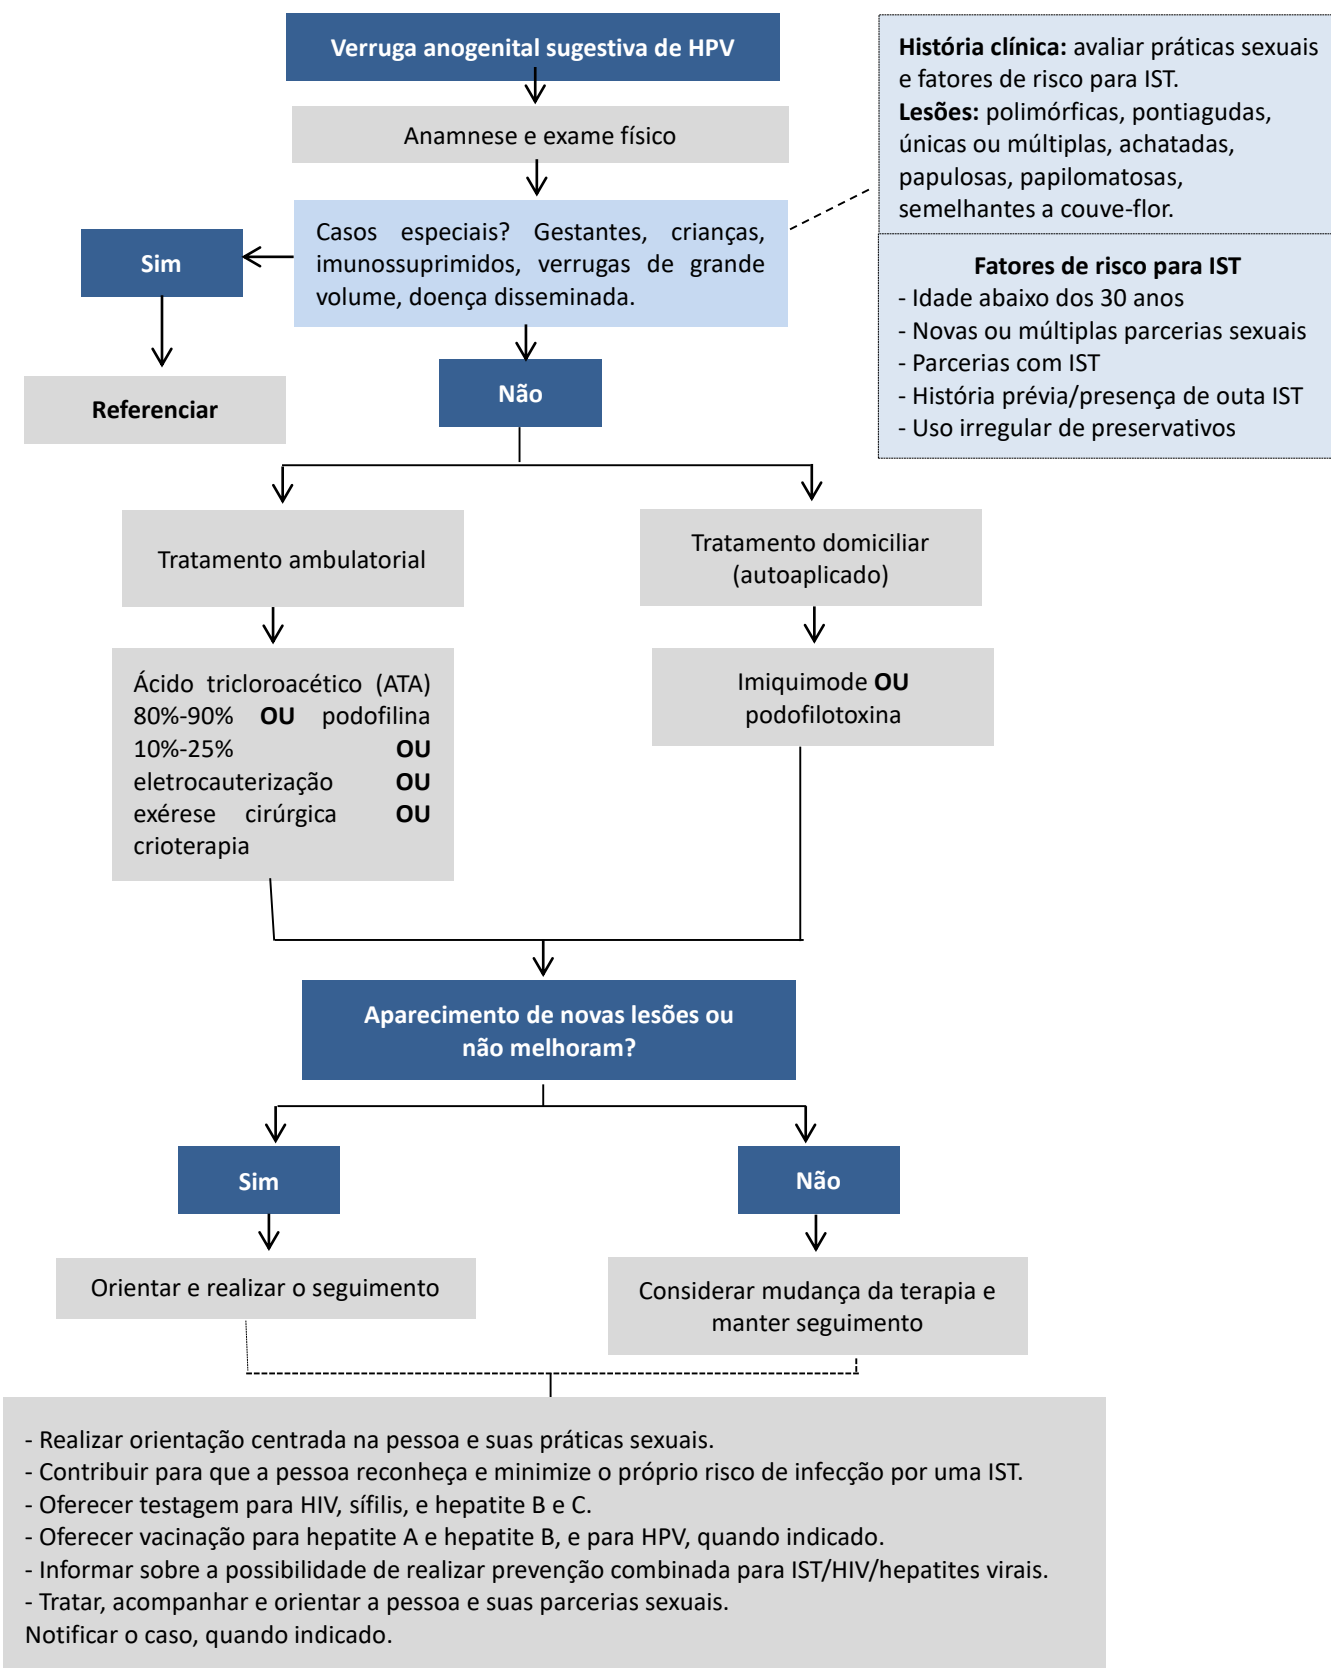 Verruga anogenital sugestiva de HPV
Anamnese e exame físico
História clínica: avaliar práticas sexuais
e fatores de risco para IST.
Lesões: polimórficas, pontiagudas,
únicas ou múltiplas, achatadas,
papulosas, papilomatosas,
semelhantes a couve-flor.
Casos especiais? Gestantes, crianças,
imunossuprimidos, verrugas de grande
volume, doença disseminada.
Sim
Fatores de risco para IST
- Idade abaixo dos 30 anos
- Novas ou múltiplas parcerias sexuais
- Parcerias com IST
- História prévia/presença de outa IST
- Uso irregular de preservativos
Referenciar
Não
Tratamento ambulatorial
Tratamento domiciliar
(autoaplicado)
Ácido tricloroacético (ATA)
80%-90% OU podofilina
10%-25% OU
eletrocauterização OU
exérese cirúrgica OU
crioterapia
Imiquimode OU
podofilotoxina
Aparecimento de novas lesões ou
não melhoram?
Sim
Não
Orientar e realizar o seguimento
Considerar mudança da terapia e
manter seguimento
- Realizar orientação centrada na pessoa e suas práticas sexuais.
- Contribuir para que a pessoa reconheça e minimize o próprio risco de infecção por uma IST.
- Oferecer testagem para HIV, sífilis, e hepatite B e C.
- Oferecer vacinação para hepatite A e hepatite B, e para HPV, quando indicado.
- Informar sobre a possibilidade de realizar prevenção combinada para IST/HIV/hepatites virais.
- Tratar, acompanhar e orientar a pessoa e suas parcerias sexuais.
Notificar o caso, quando indicado.